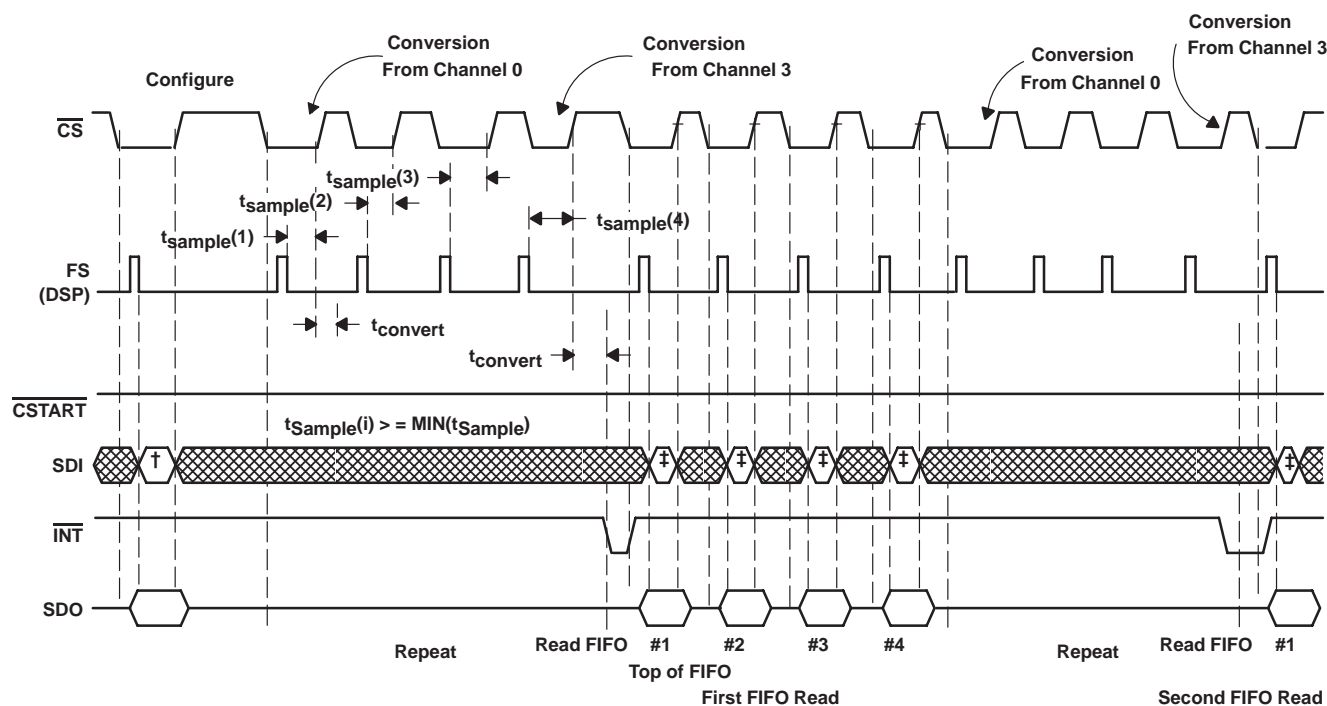 Conversion
From Channel 0
Conversion
From Channel 3
Conversion
From Channel 0
Conversion
From Channel 3
Configure
CS
tsample(3)
tsample(2)
tsample(4)
tsample(1)
FS
(DSP)
tconvert
tconvert
CSTART
tSample(i) > = MIN(tSample)
SDI
†
‡
‡
‡
‡
‡
INT
SDO
Repeat
Read FIFO
#1
#2
#3
#4
Repeat
Read FIFO
#1
Top of FIFO
First FIFO Read
Second FIFO Read